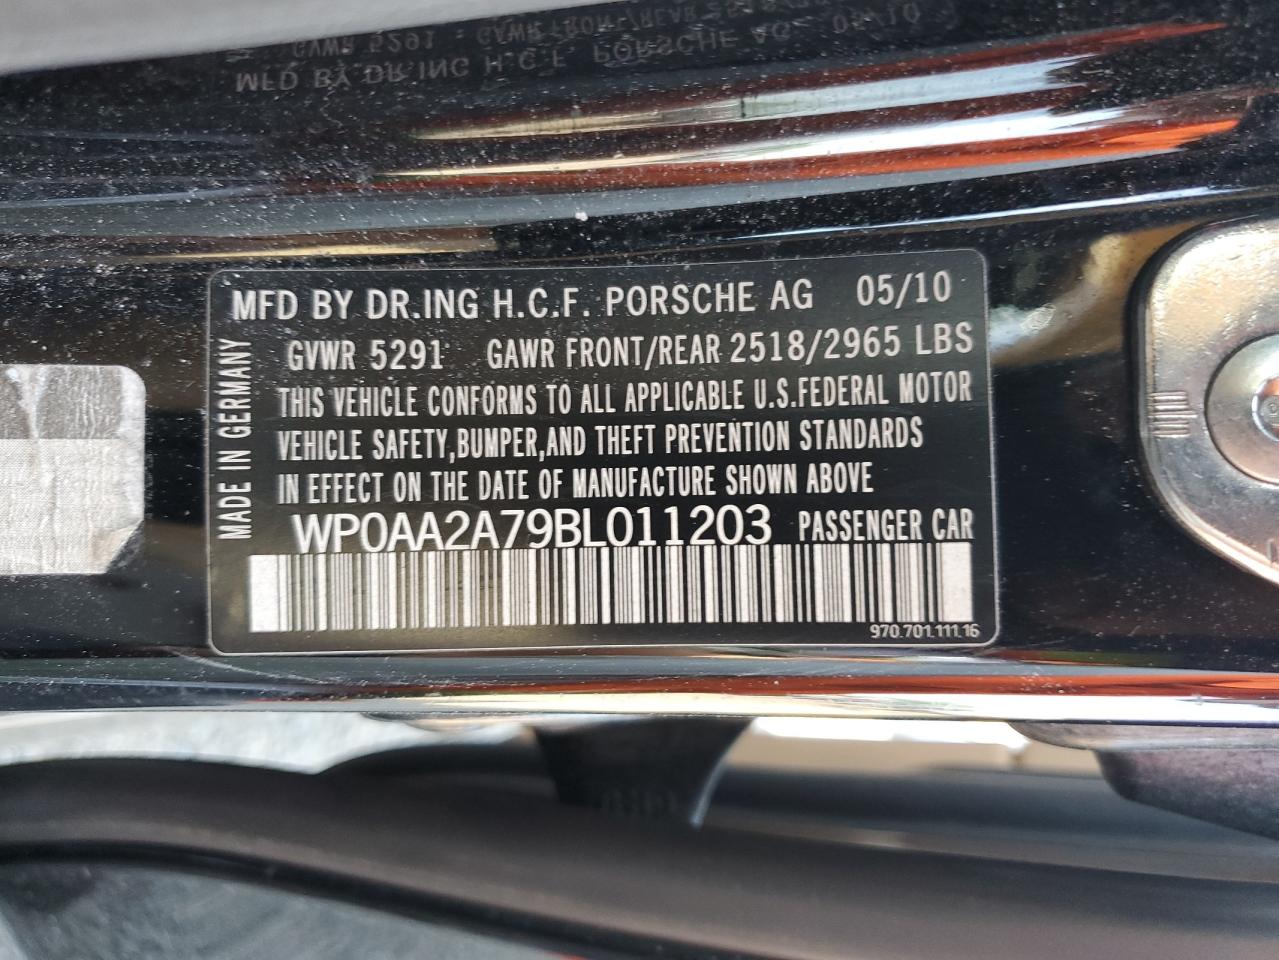 MFD BY DR.ING H.C.F. PORSCHE AG 05/10
GVWR 5291 GAWR FRONT/REAR 2518/2965 LBS
THIS VEHICLE CONFORMS TO ALL APPLICABLE U.S.FEDERAL MOTOR
VEHICLE SAFETY,BUMPER,AND THEFT PREVENTION STANDARDS
IN EFFECT ON THE DATE OF MANUFACTURE SHOWN ABOVE
WP0AA2A79BL011203 PASSENGER CAR
970.701.111.16
MADE IN GERMANY